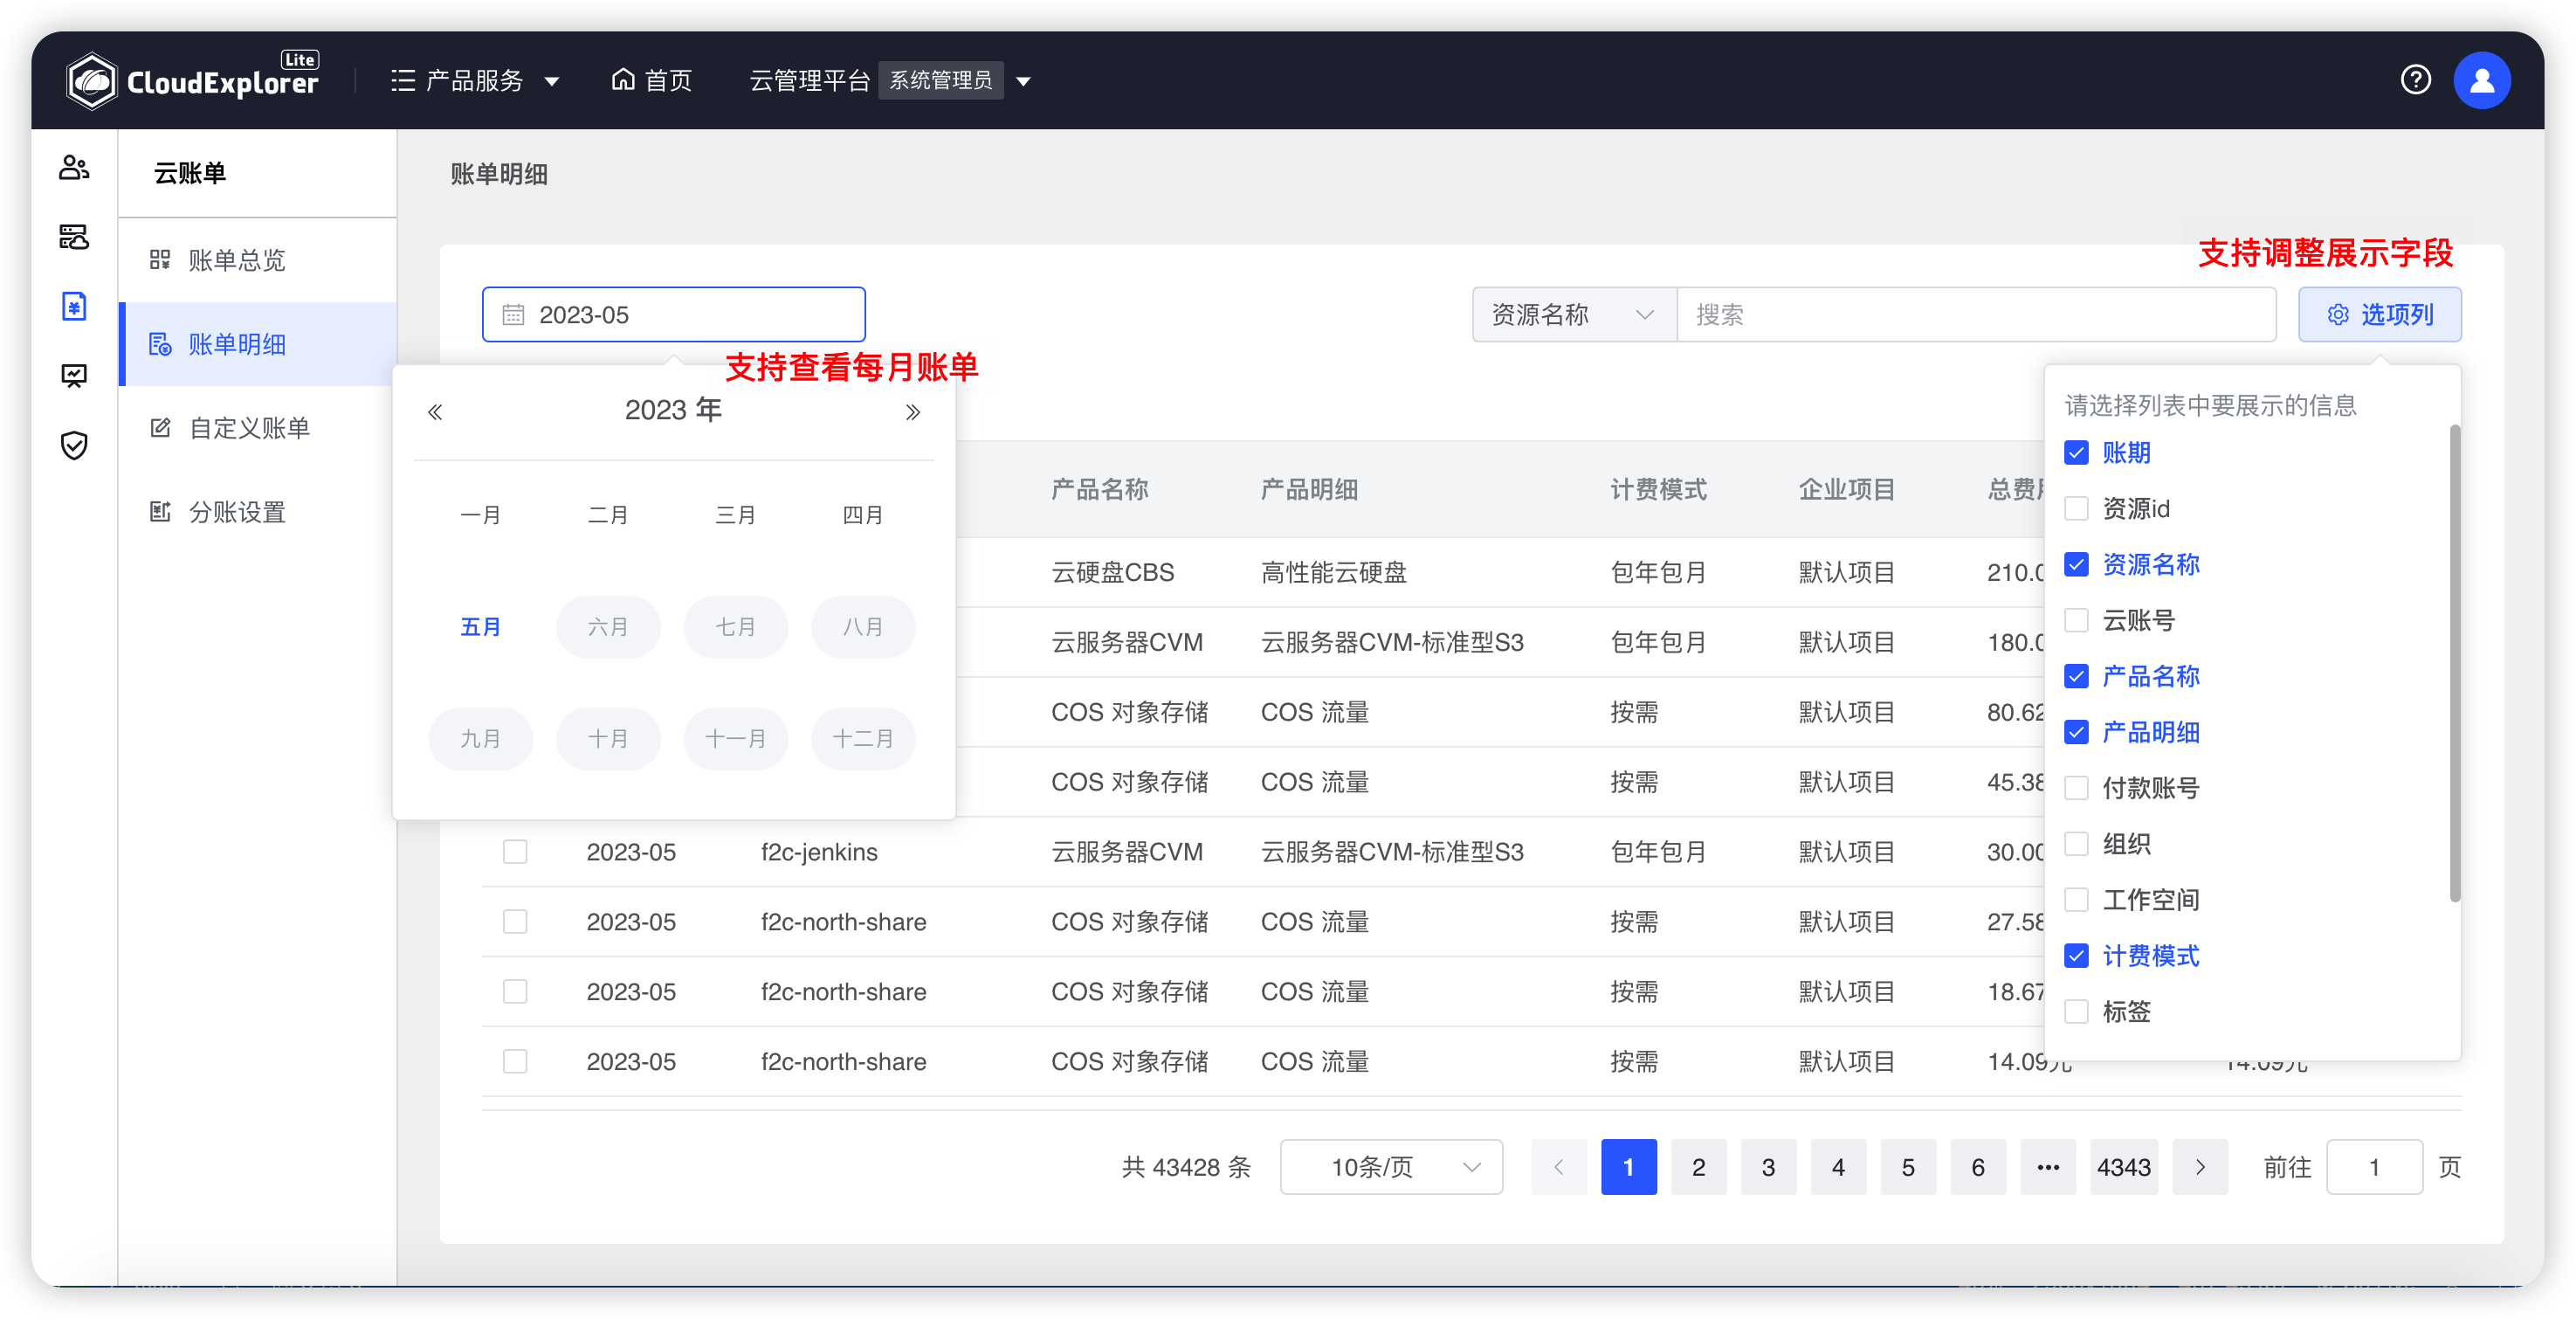 CloudExplorer Lite
产品服务
首页
云管理平台 系统管理员
云账单
账单总览
账单明细
自定义账单
分账设置
账单明细
支持调整展示字段
2023-05
资源名称 搜索 选项列
支持查看每月账单
2023 年
一月 二月 三月 四月
五月 六月 七月 八月
九月 十月 十一月 十二月
请选择列表中要展示的信息
账期
资源id
资源名称
云账号
产品名称
产品明细
付款账号
组织
工作空间
计费模式
标签
产品名称 产品明细 计费模式 企业项目 总费
云硬盘CBS 高性能云硬盘 包年包月 默认项目 210.0
云服务器CVM 云服务器CVM-标准型S3 包年包月 默认项目 180.0
COS 对象存储 COS 流量 按需 默认项目 80.62
COS 对象存储 COS 流量 按需 默认项目 45.38
2023-05 f2c-jenkins 云服务器CVM 云服务器CVM-标准型S3 包年包月 默认项目 30.00
2023-05 f2c-north-share COS 对象存储 COS 流量 按需 默认项目 27.58
2023-05 f2c-north-share COS 对象存储 COS 流量 按需 默认项目 18.67
2023-05 f2c-north-share COS 对象存储 COS 流量 按需 默认项目 14.09元 14.09元
共 43428 条 10条/页 1 2 3 4 5 6 ••• 4343 前往 1 页